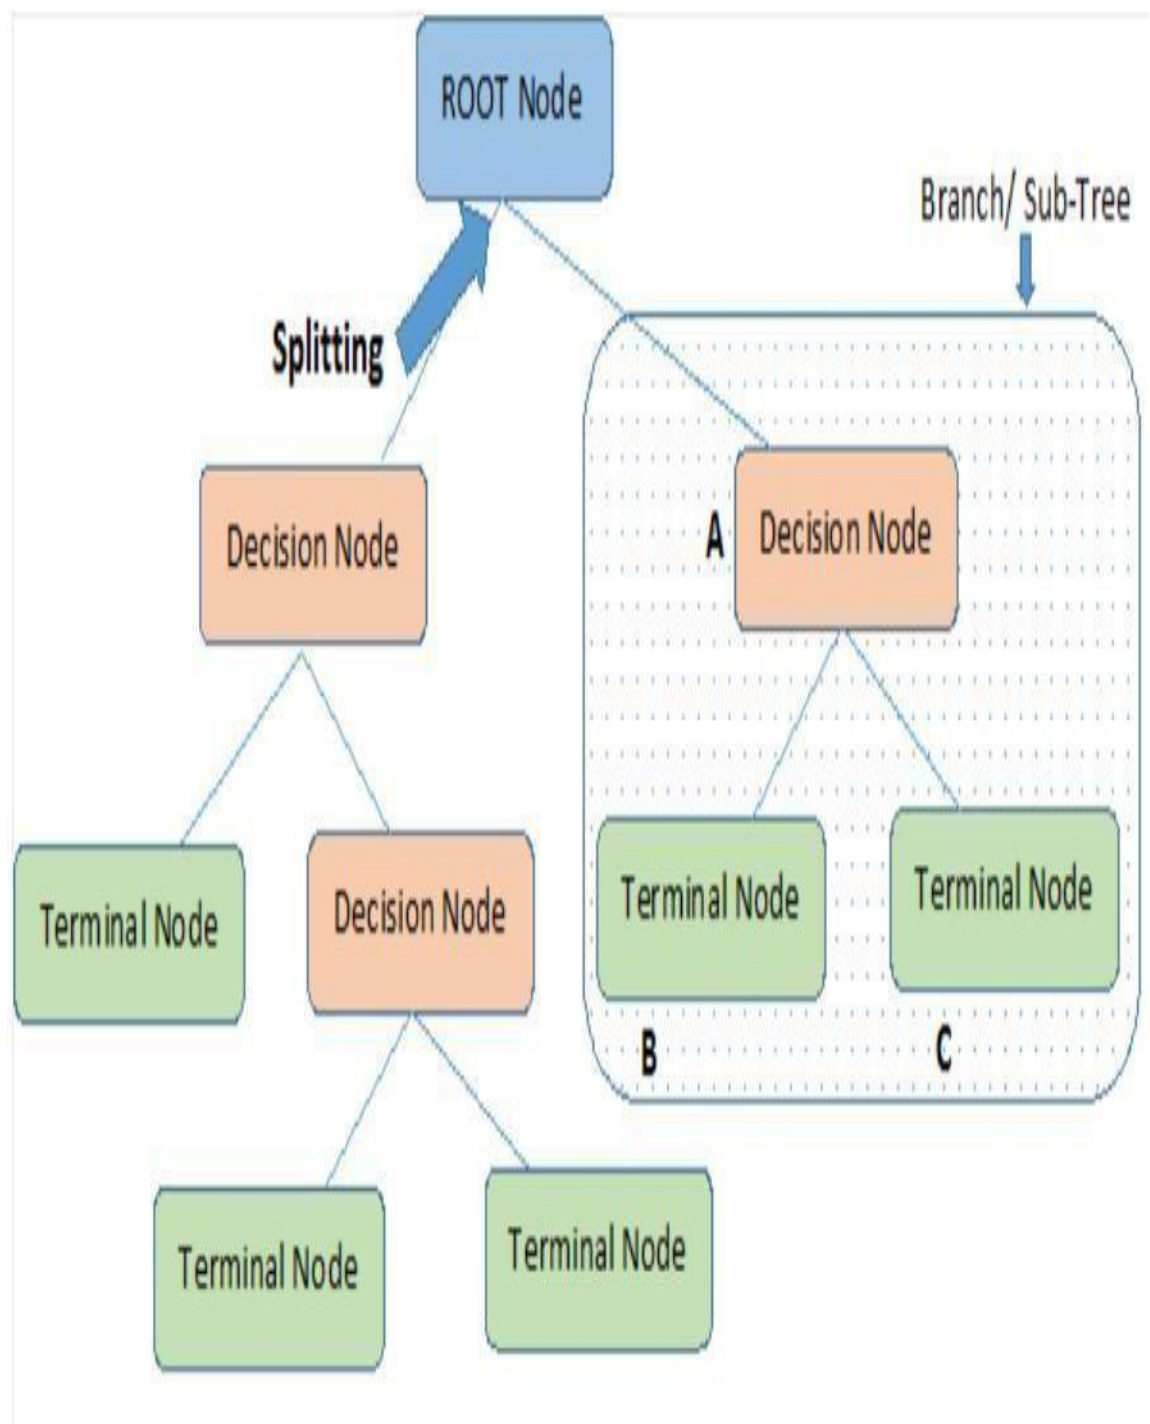 ROOT Node
Branch/ Sub-Tree
Splitting
Decision Node
A
Decision Node
Terminal Node
Decision Node
Terminal Node
Terminal Node
B
C
Terminal Node
Terminal Node